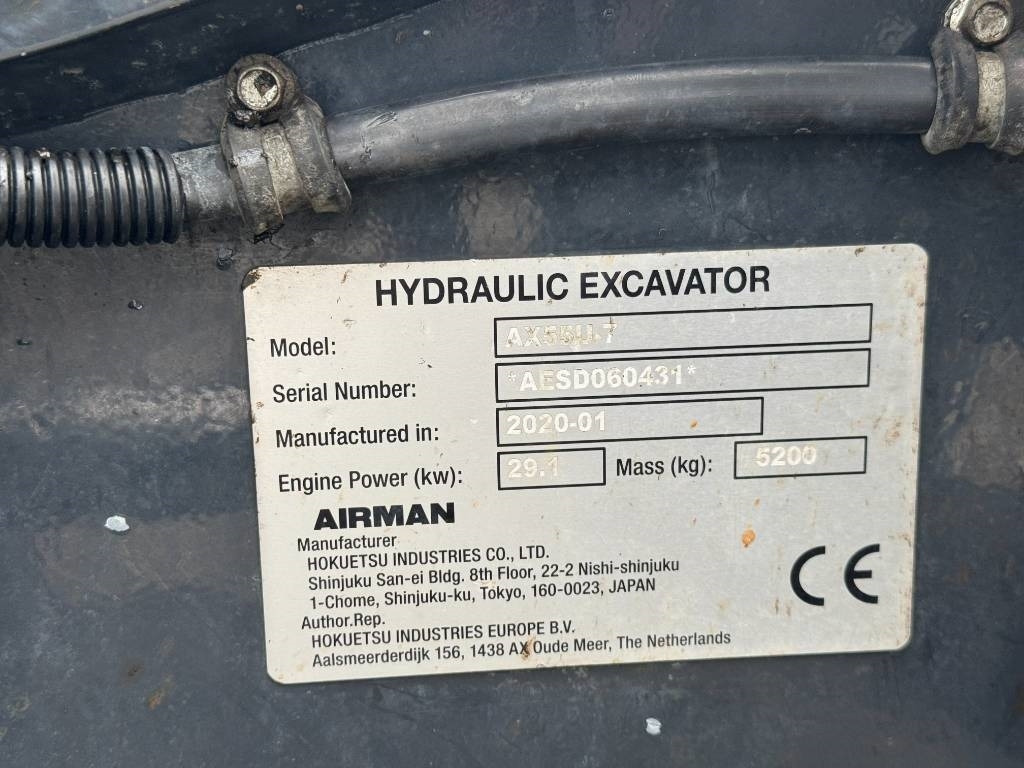 HYDRAULIC EXCAVATOR
Model: AX55U-7
Serial Number: *AESD060431*
Manufactured in: 2020-01
Engine Power (kw): 29.1 Mass (kg): 5200
AIRMAN
Manufacturer
HOKUETSU INDUSTRIES CO., LTD.
Shinjuku San-ei Bldg. 8th Floor, 22-2 Nishi-shinjuku
1-Chome, Shinjuku-ku, Tokyo, 160-0023, JAPAN
Author.Rep.
HOKUETSU INDUSTRIES EUROPE B.V.
Aalsmeerderdijk 156, 1438 AX Oude Meer, The Netherlands
CE